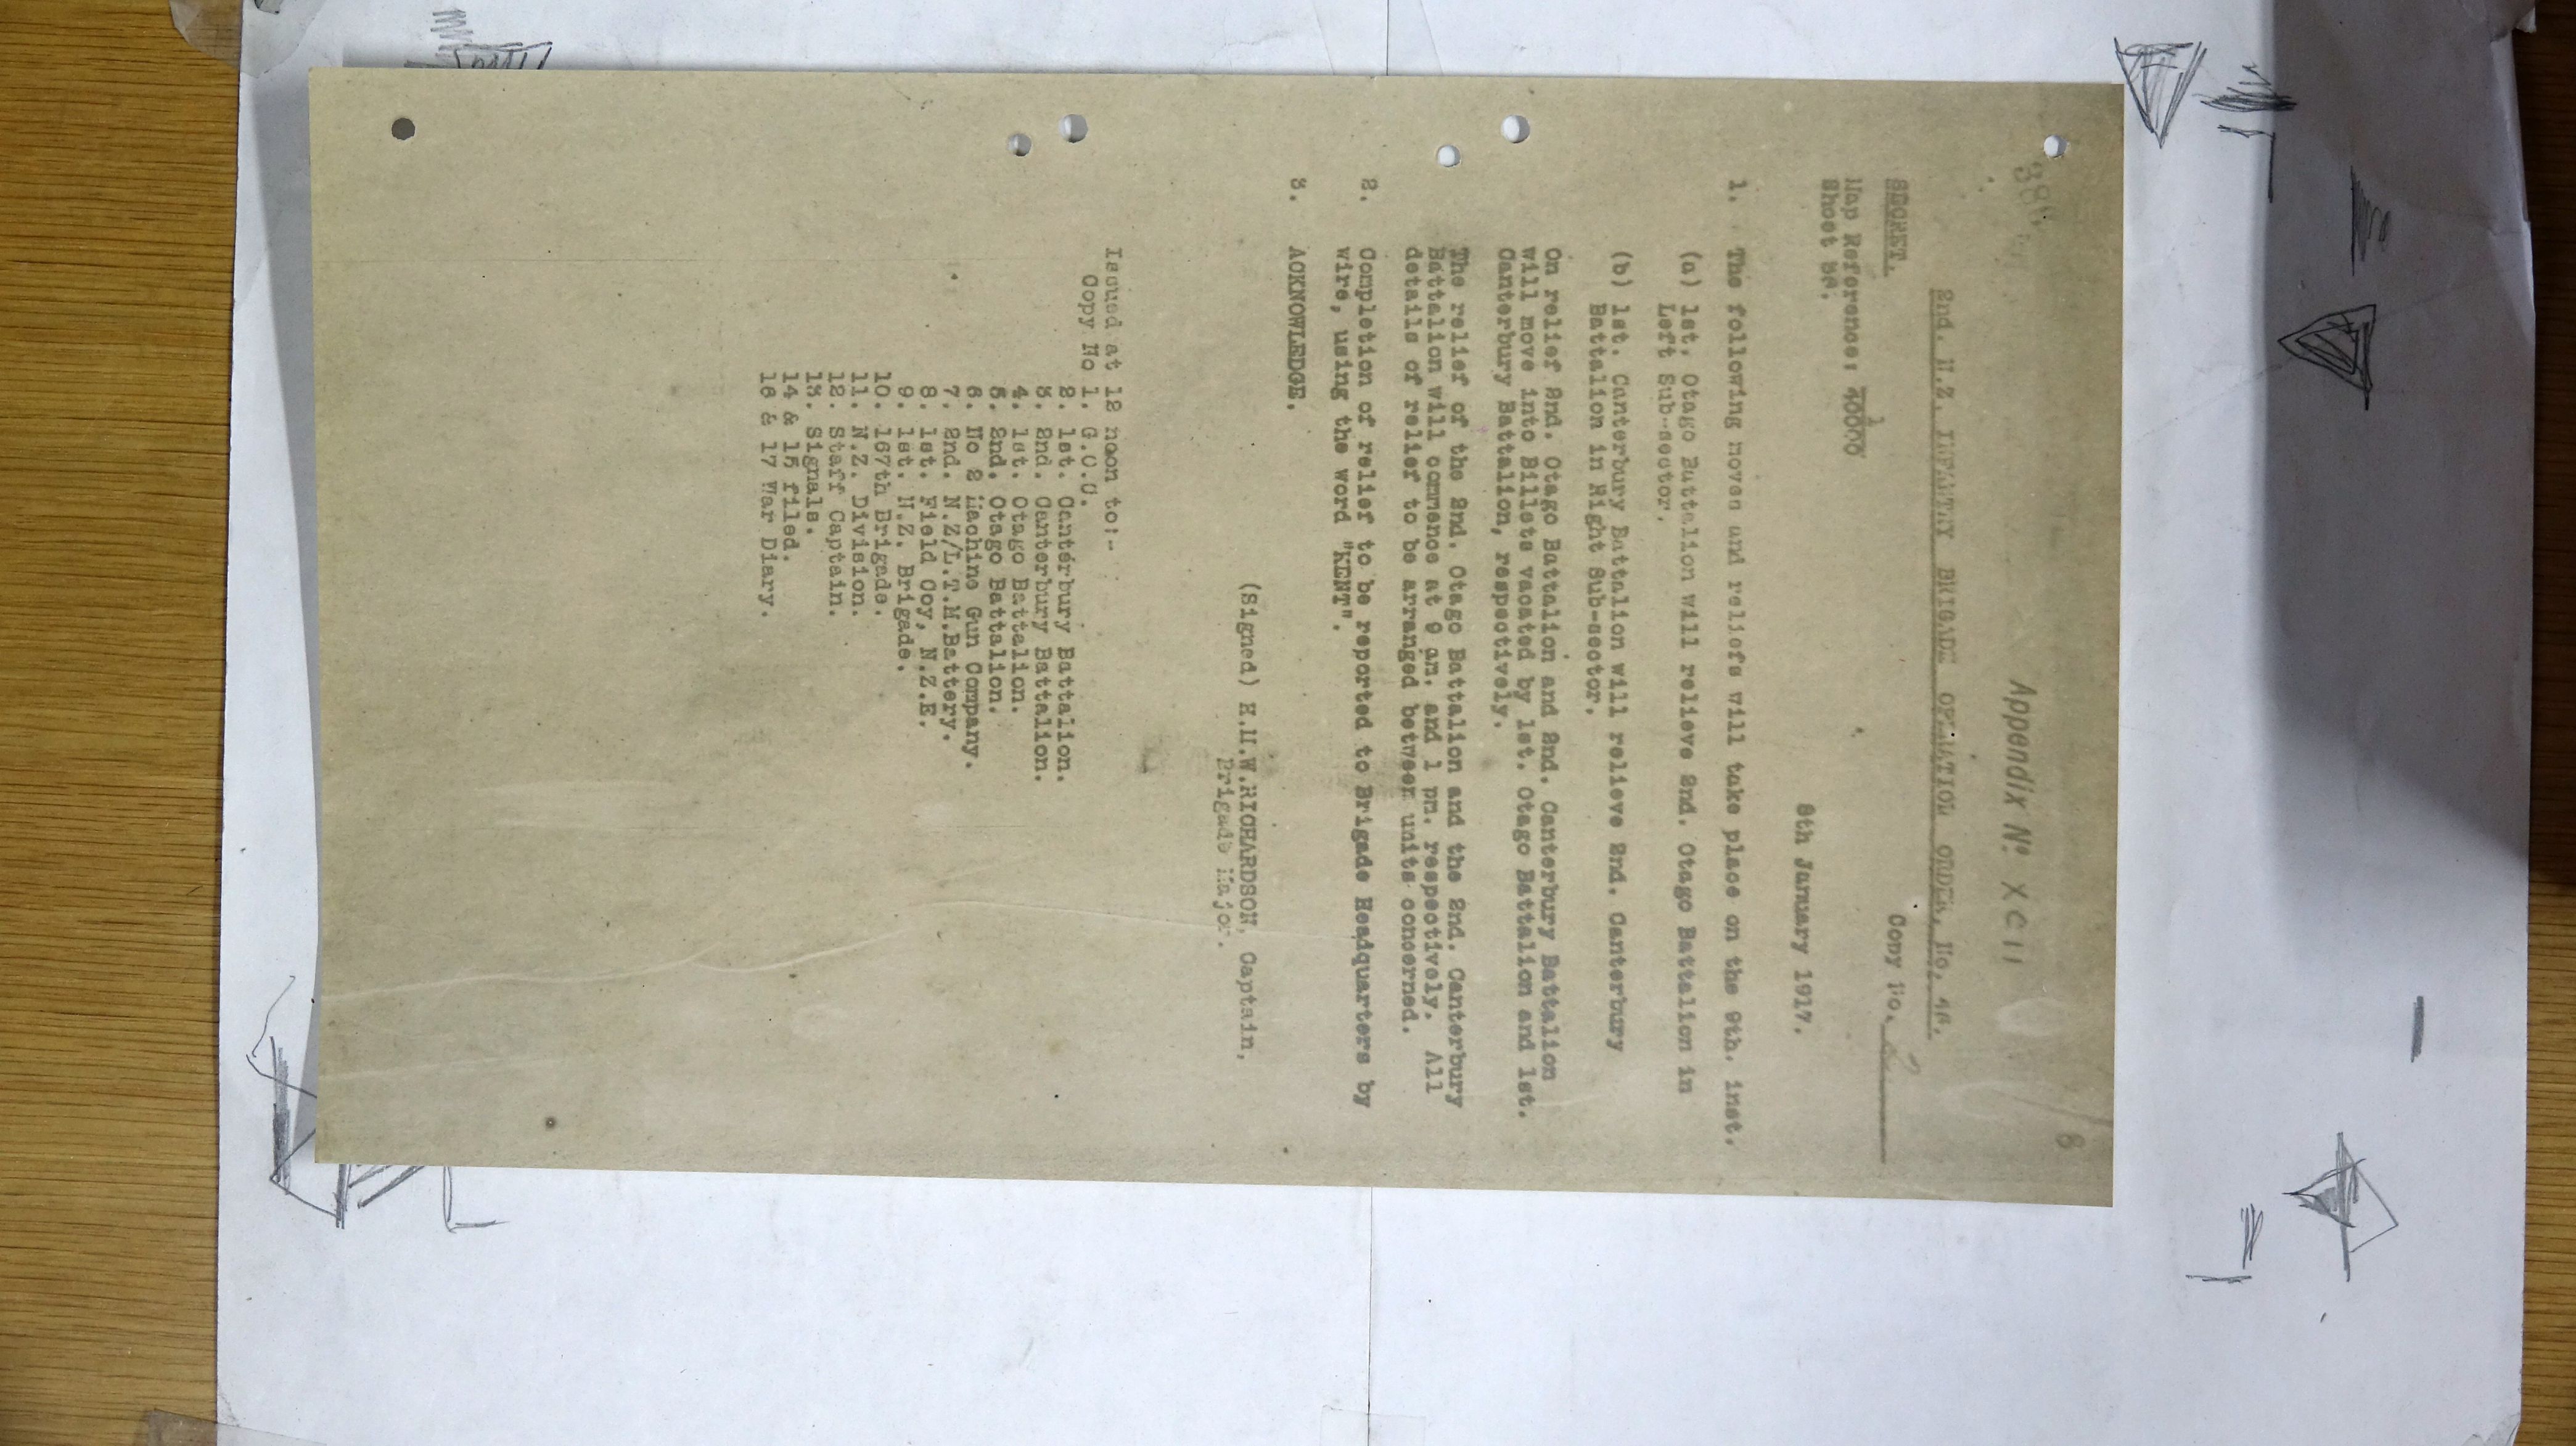 Appendix Nº XCII
8
2nd. N.Z. INFANTRY BRIGADE OPERATION ORDER. No. 46.
SECRET.
Copy No.
Map Reference: 1/40000
Sheet 36.
8th January 1917.
1. The following moves and reliefs will take place on the 9th. inst.
(a) 1st. Otago Battalion will relieve 2nd. Otago Battalion in
Left Sub-sector.
(b) 1st. Canterbury Battalion will relieve 2nd. Canterbury
Battalion in Right Sub-sector.
On relief 2nd. Otago Battalion and 2nd. Canterbury Battalion
will move into Billets vacated by 1st. Otago Battalion and 1st.
Canterbury Battalion, respectively.
The relief of the 2nd. Otago Battalion and the 2nd. Canterbury
Battalion will commence at 9 am. and 1 pm. respectively. All
details of relief to be arranged between units concerned.
2. Completion of relief to be reported to Brigade Headquarters by
wire, using the word "KENT".
3. ACKNOWLEDGE.
(Signed) H.H.W.RICHARDSON, Captain,
Brigade Major.
Issued at 12 noon to:-
Copy No 1. G.O.C.
2. 1st. Canterbury Battalion.
3. 2nd. Canterbury Battalion.
4. 1st. Otago Battalion.
5. 2nd. Otago Battalion.
6. No 2 Machine Gun Company.
7. 2nd. N.Z/L.T.M.Battery.
8. 1st. Field Coy, N.Z.E.
9. 1st. N.Z. Brigade.
10. 167th Brigade.
11. N.Z. Division.
12. Staff Captain.
13. Signals.
14 & 15 filed.
16 & 17 War Diary.